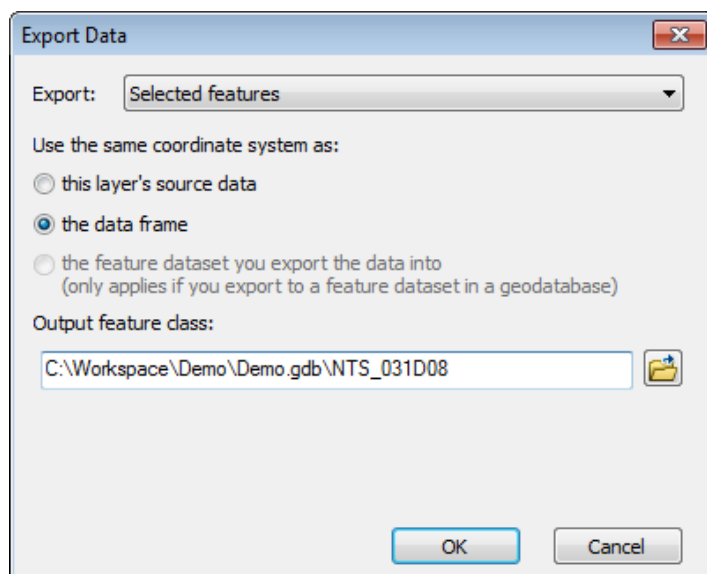 Export Data
Export: Selected features
Use the same coordinate system as:
this layer's source data
the data frame
the feature dataset you export the data into
(only applies if you export to a feature dataset in a geodatabase)
Output feature class:
C:\Workspace\Demo\Demo.gdb\NTS_031D08
OK Cancel